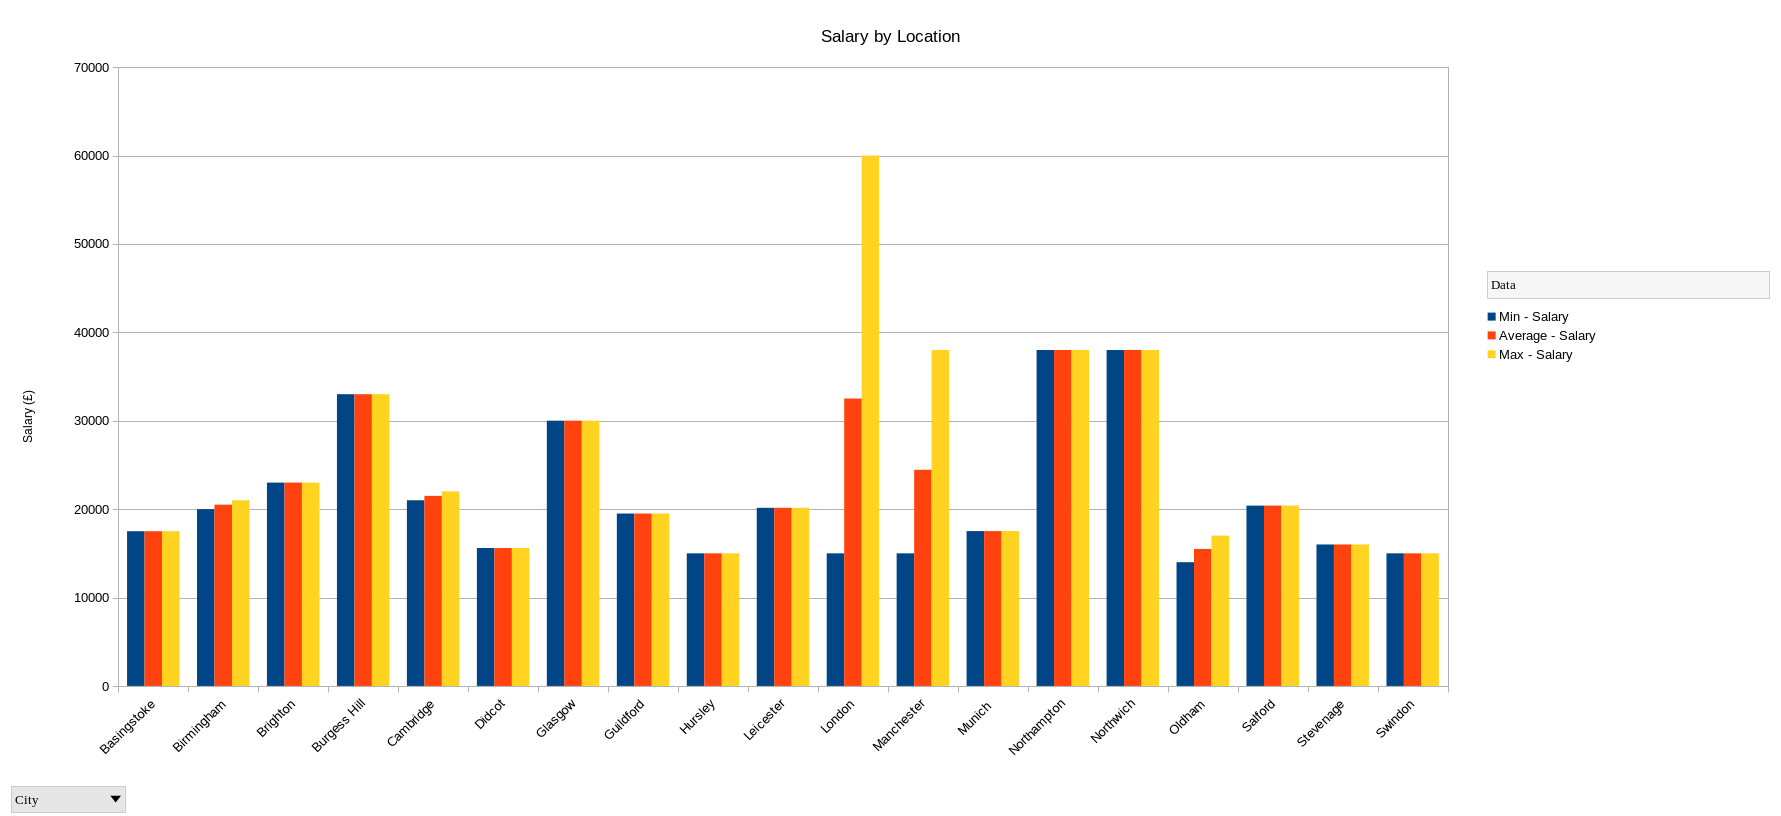 Salary by Location
70000
60000
50000
40000
30000
20000
10000
0
Salary (£)
Basingstoke
Birmingham
Brighton
Burgess Hill
Cambridge
Didcot
Glasgow
Guildford
Hursley
Leicester
London
Manchester
Munich
Northampton
Northwich
Oldham
Salford
Stevenage
Swindon
Data
Min - Salary
Average - Salary
Max - Salary
City